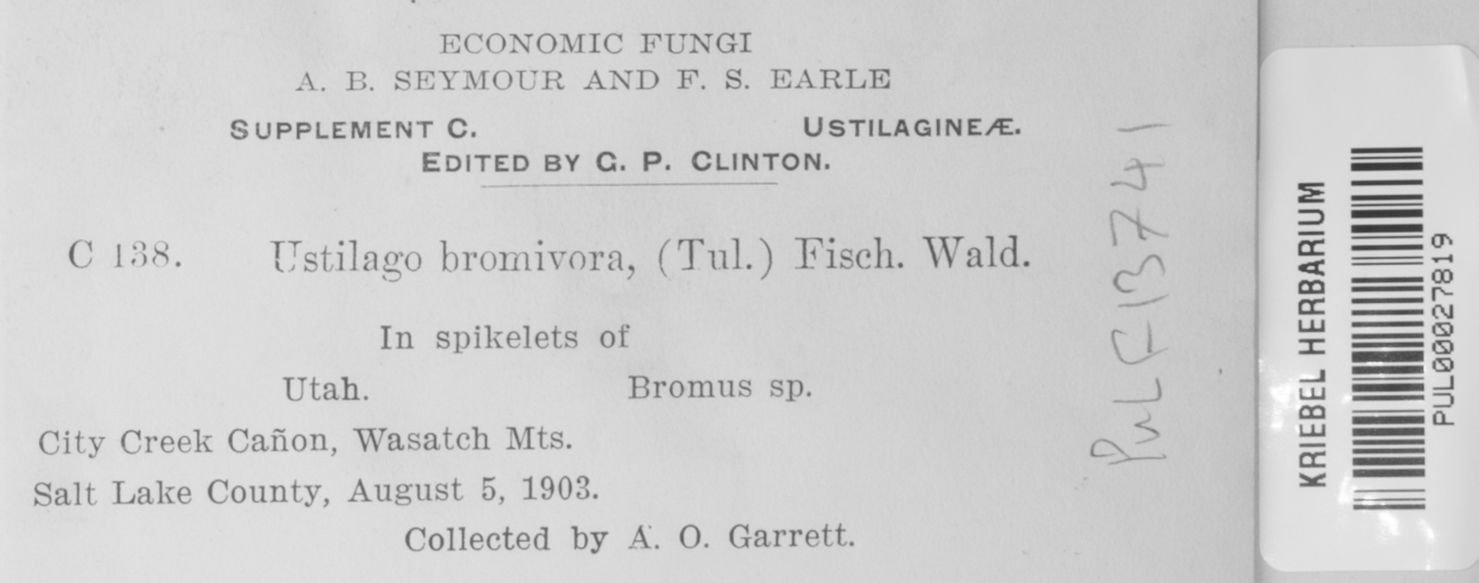 ECONOMIC FUNGI
A. B. SEYMOUR AND F. S. EARLE
SUPPLEMENT C. USTILAGINEÆ.
EDITED BY G. P. CLINTON.
C 138. Ustilago bromivora, (Tul.) Fisch. Wald.
In spikelets of
Utah. Bromus sp.
City Creek Cañon, Wasatch Mts.
Salt Lake County, August 5, 1903.
Collected by A. O. Garrett.
PUL F13741
KRIEBEL HERBARIUM
PUL00027819